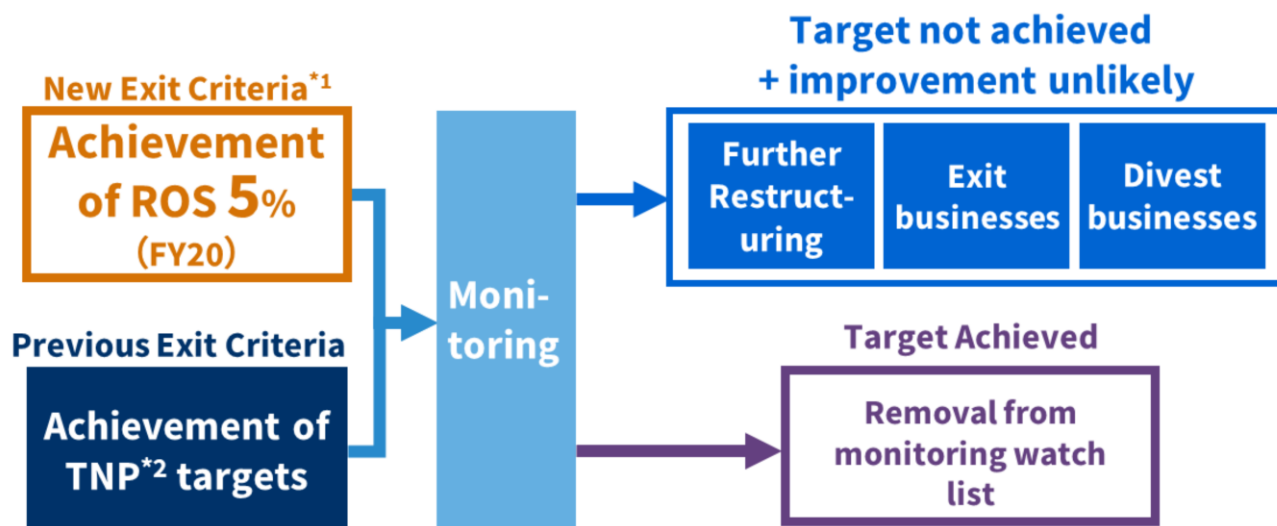 New Exit Criteria*1
Achievement
of ROS 5%
(FY20)
Previous Exit Criteria
Achievement of
TNP*2 targets
Moni-
toring
Target not achieved
+ improvement unlikely
Further
Restruct-
uring
Exit
businesses
Divest
businesses
Target Achieved
Removal from
monitoring watch
list